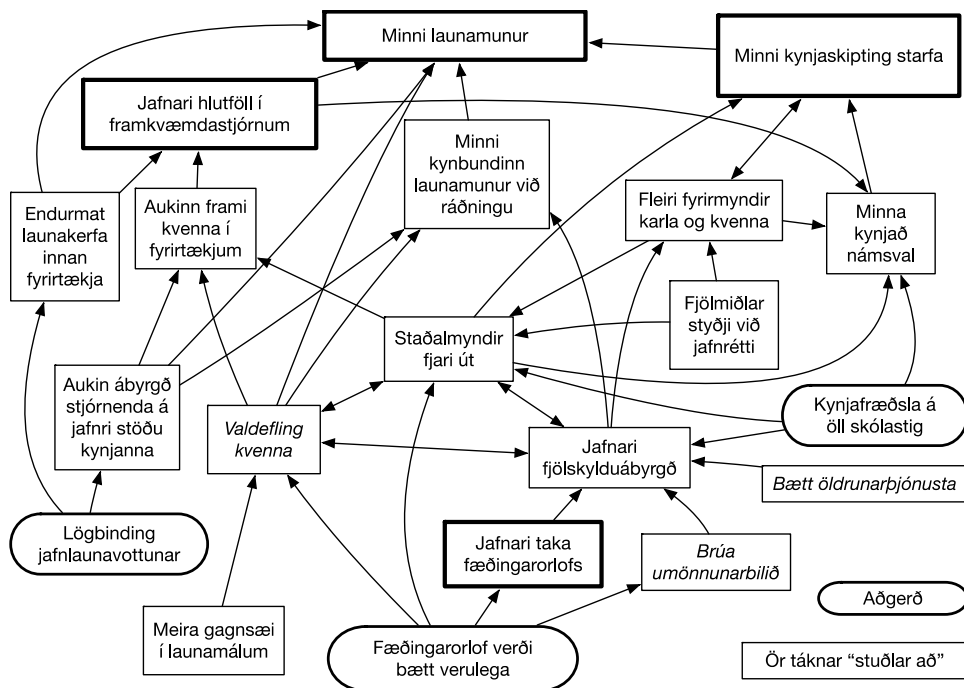 Minni launamunur
Minni kynjaskipting starfa
Jafnari hlutföll í
framkvæmdastjórnum
Minni
kynbundinn
launamunur við
ráðningu
Endurmat
launakerfa
innan
fyrirtækja
Aukinn frami
kvenna í
fyrirtækjum
Fleiri fyrirmyndir
karla og kvenna
Minna
kynjað
námsval
Fjölmiðlar
styðji við
jafnrétti
Staðalmyndir
fjari út
Aukin ábyrgð
stjórnenda á
jafnri stöðu
kynjanna
Valdefling
kvenna
Kynjafræðsla á
öll skólastig
Jafnari
fjölskylduábyrgð
Bætt öldrunarþjónusta
Lögbinding
jafnlaunavottunar
Jafnari taka
fæðingarorlofs
Brúa
umönnunarbilið
Aðgerð
Meira gagnsæi
í launamálum
Fæðingarorlof verði
bætt verulega
Ör táknar “stuðlar að”